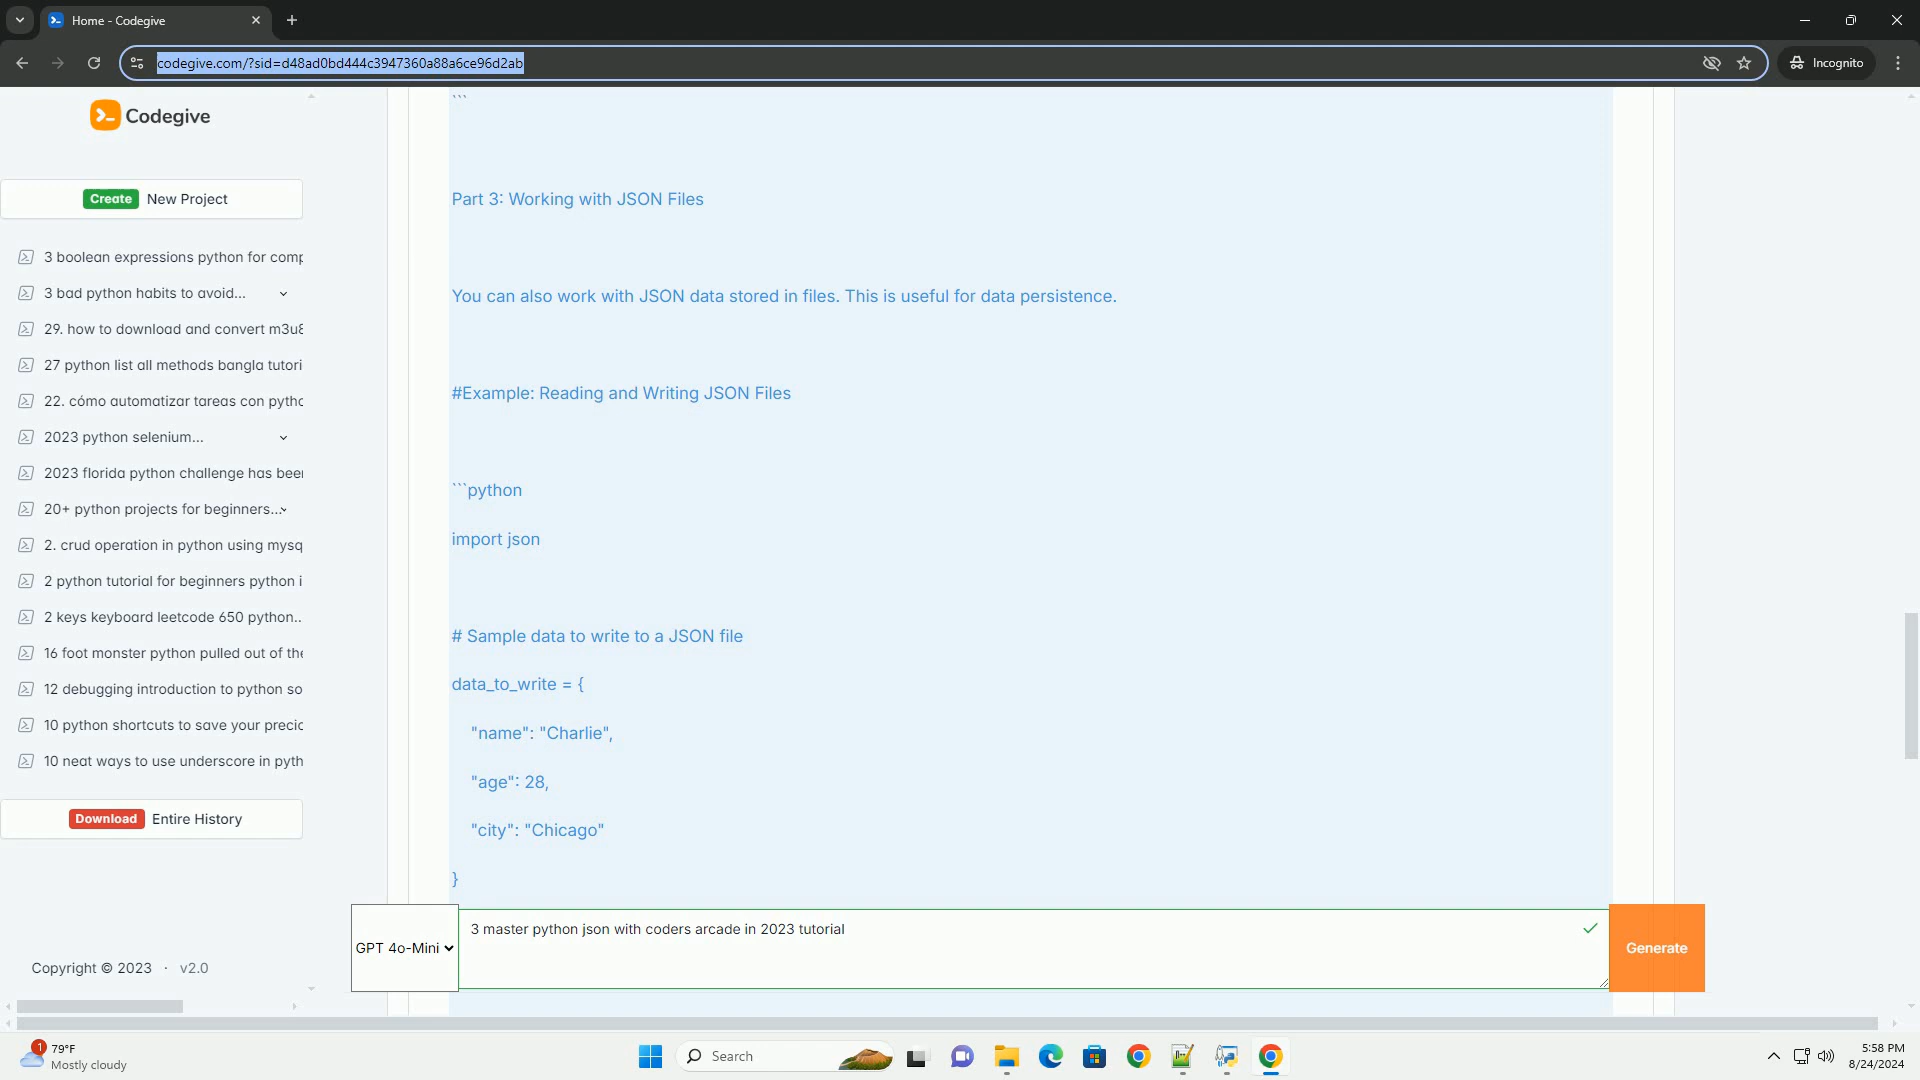 Home - Codegive
codegive.com/?sid=d48ad0bd444c3947360a88a6ce96d2ab
Incognito
Codegive
Create New Project
3 boolean expressions python for comp
3 bad python habits to avoid...
29. how to download and convert m3u8
27 python list all methods bangla tutori
22. cómo automatizar tareas con pytho
2023 python selenium...
2023 florida python challenge has been
20+ python projects for beginners...
2. crud operation in python using mysq
2 python tutorial for beginners python i
2 keys keyboard leetcode 650 python...
16 foot monster python pulled out of the
12 debugging introduction to python so
10 python shortcuts to save your precio
10 neat ways to use underscore in pyth
Download Entire History
Copyright © 2023 · v2.0
```
Part 3: Working with JSON Files
You can also work with JSON data stored in files. This is useful for data persistence.
#Example: Reading and Writing JSON Files
```python
import json
# Sample data to write to a JSON file
data_to_write = {
"name": "Charlie",
"age": 28,
"city": "Chicago"
}
GPT 4o-Mini
3 master python json with coders arcade in 2023 tutorial
Generate
1
79°F
Mostly cloudy
Search
5:58 PM
8/24/2024